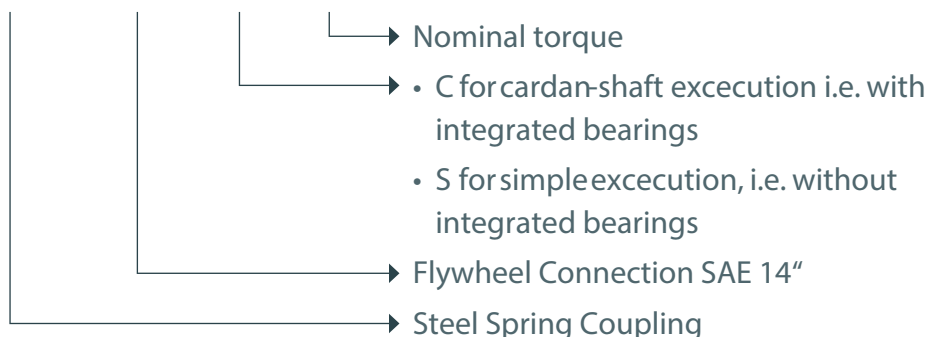 Nominal torque
• C for cardan-shaft excecution i.e. with
integrated bearings
• S for simple excecution, i.e. without
integrated bearings
Flywheel Connection SAE 14“
Steel Spring Coupling